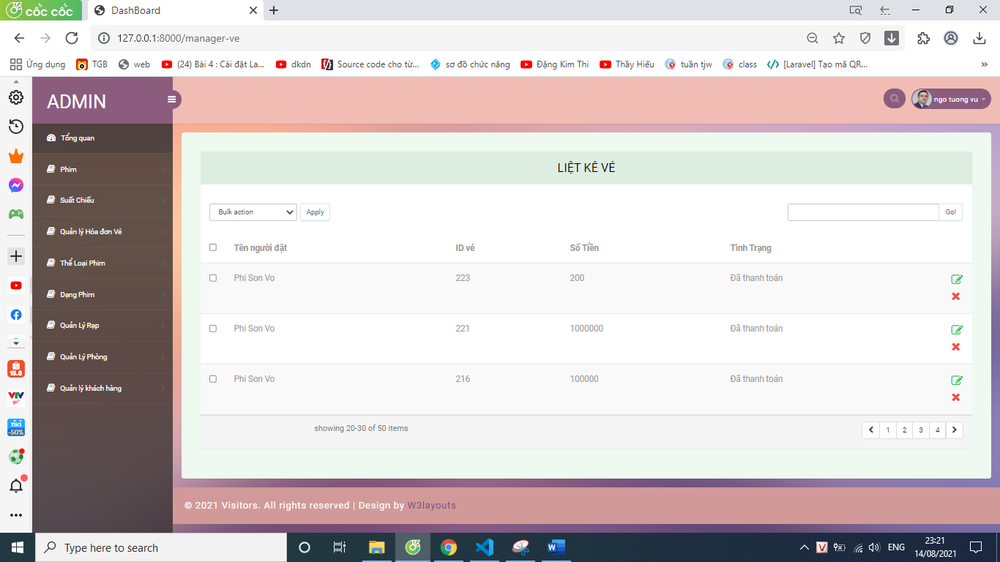 cốc cốc
DashBoard
127.0.0.1:8000/manager-ve
Ứng dụng
TGB
web
(24) Bài 4 : Cài đặt La...
dkdn
Source code cho từ...
sơ đồ chức năng
Đặng Kim Thi
Thầy Hiếu
tuần tjw
class
[Laravel] Tạo mã QR...
»
ADMIN
ngo tuong vu
Tổng quan
Phim
Suất Chiếu
Quản lý Hóa đơn Vé
Thể Loại Phim
Dạng Phim
Quản Lý Rạp
Quản Lý Phòng
Quản lý khách hàng
15.8
VTV
go
TIKI
-50%
LIỆT KÊ VÉ
Bulk action
Apply
Go!
Tên người đặt ID vé Số Tiền Tình Trạng
Phi Son Vo 223 200 Đã thanh toán
Phi Son Vo 221 1000000 Đã thanh toán
Phi Son Vo 216 100000 Đã thanh toán
showing 20-30 of 50 items
1 2 3 4
© 2021 Visitors. All rights reserved | Design by W3layouts
Type here to search
V
ENG
23:21
14/08/2021